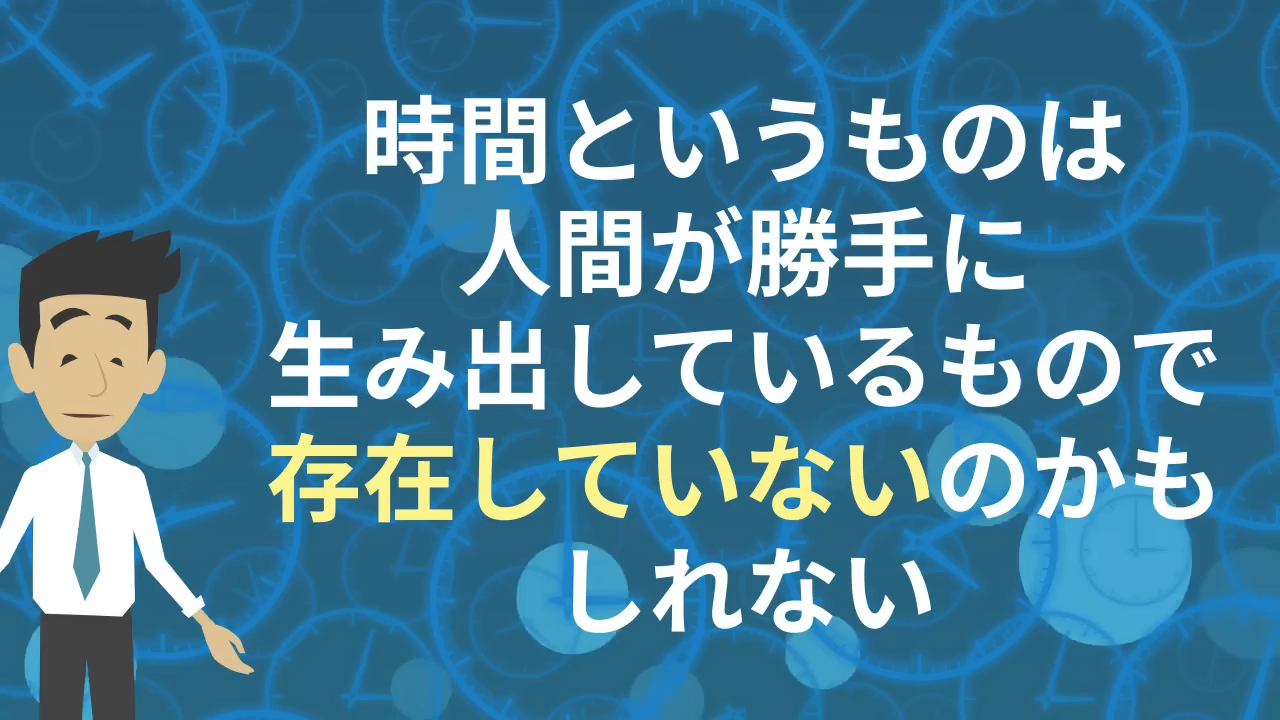 時間というものは
人間が勝手に
生み出しているもので
存在していないのかも
しれない